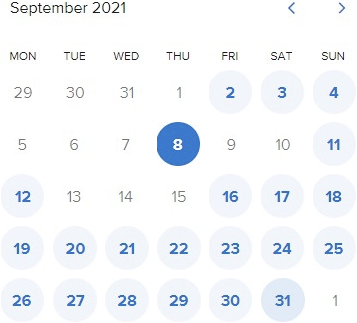 September 2021
MON TUE WED THU FRI SAT SUN
29 30 31 1 2 3 4
5 6 7 8 9 10 11
12 13 14 15 16 17 18
19 20 21 22 23 24 25
26 27 28 29 30 31 1